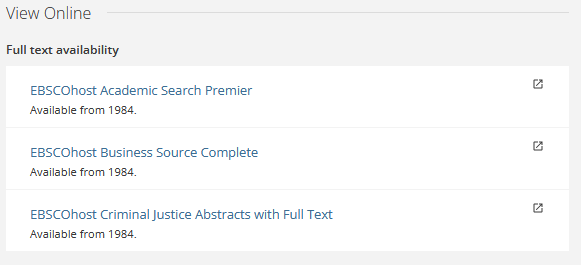 View Online
Full text availability
EBSCOhost Academic Search Premier
Available from 1984.
EBSCOhost Business Source Complete
Available from 1984.
EBSCOhost Criminal Justice Abstracts with Full Text
Available from 1984.